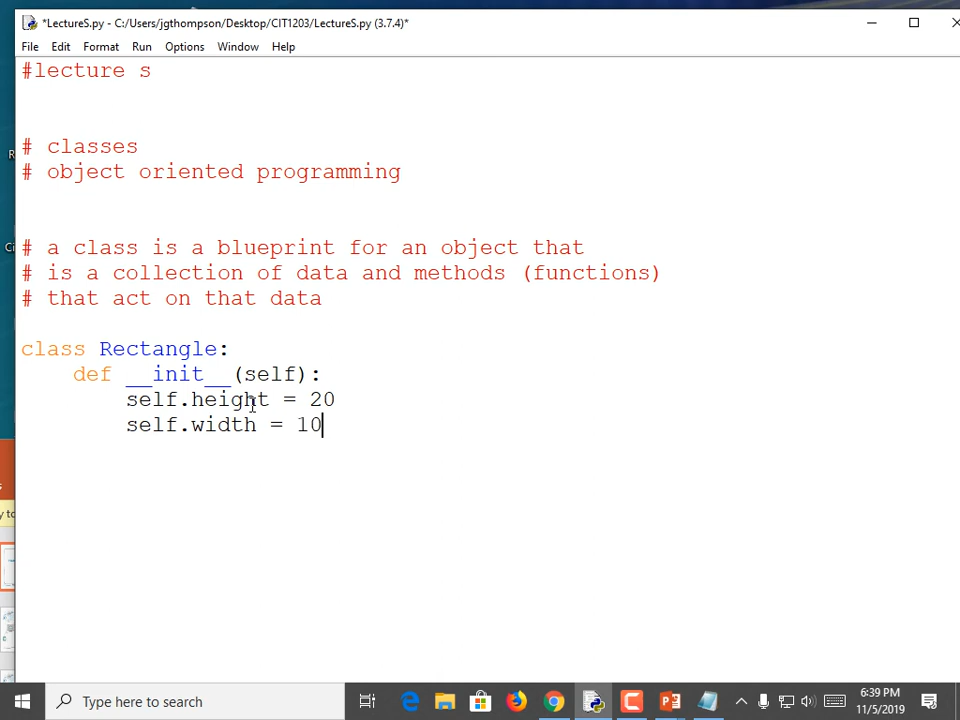 *LectureS.py - C:/Users/jgthompson/Desktop/CIT1203/LectureS.py (3.7.4)*
File Edit Format Run Options Window Help
#lecture s
# classes
# object oriented programming
# a class is a blueprint for an object that
# is a collection of data and methods (functions)
# that act on that data
class Rectangle:
    def __init__(self):
        self.height = 20
        self.width = 10
Type here to search
6:39 PM
11/5/2019